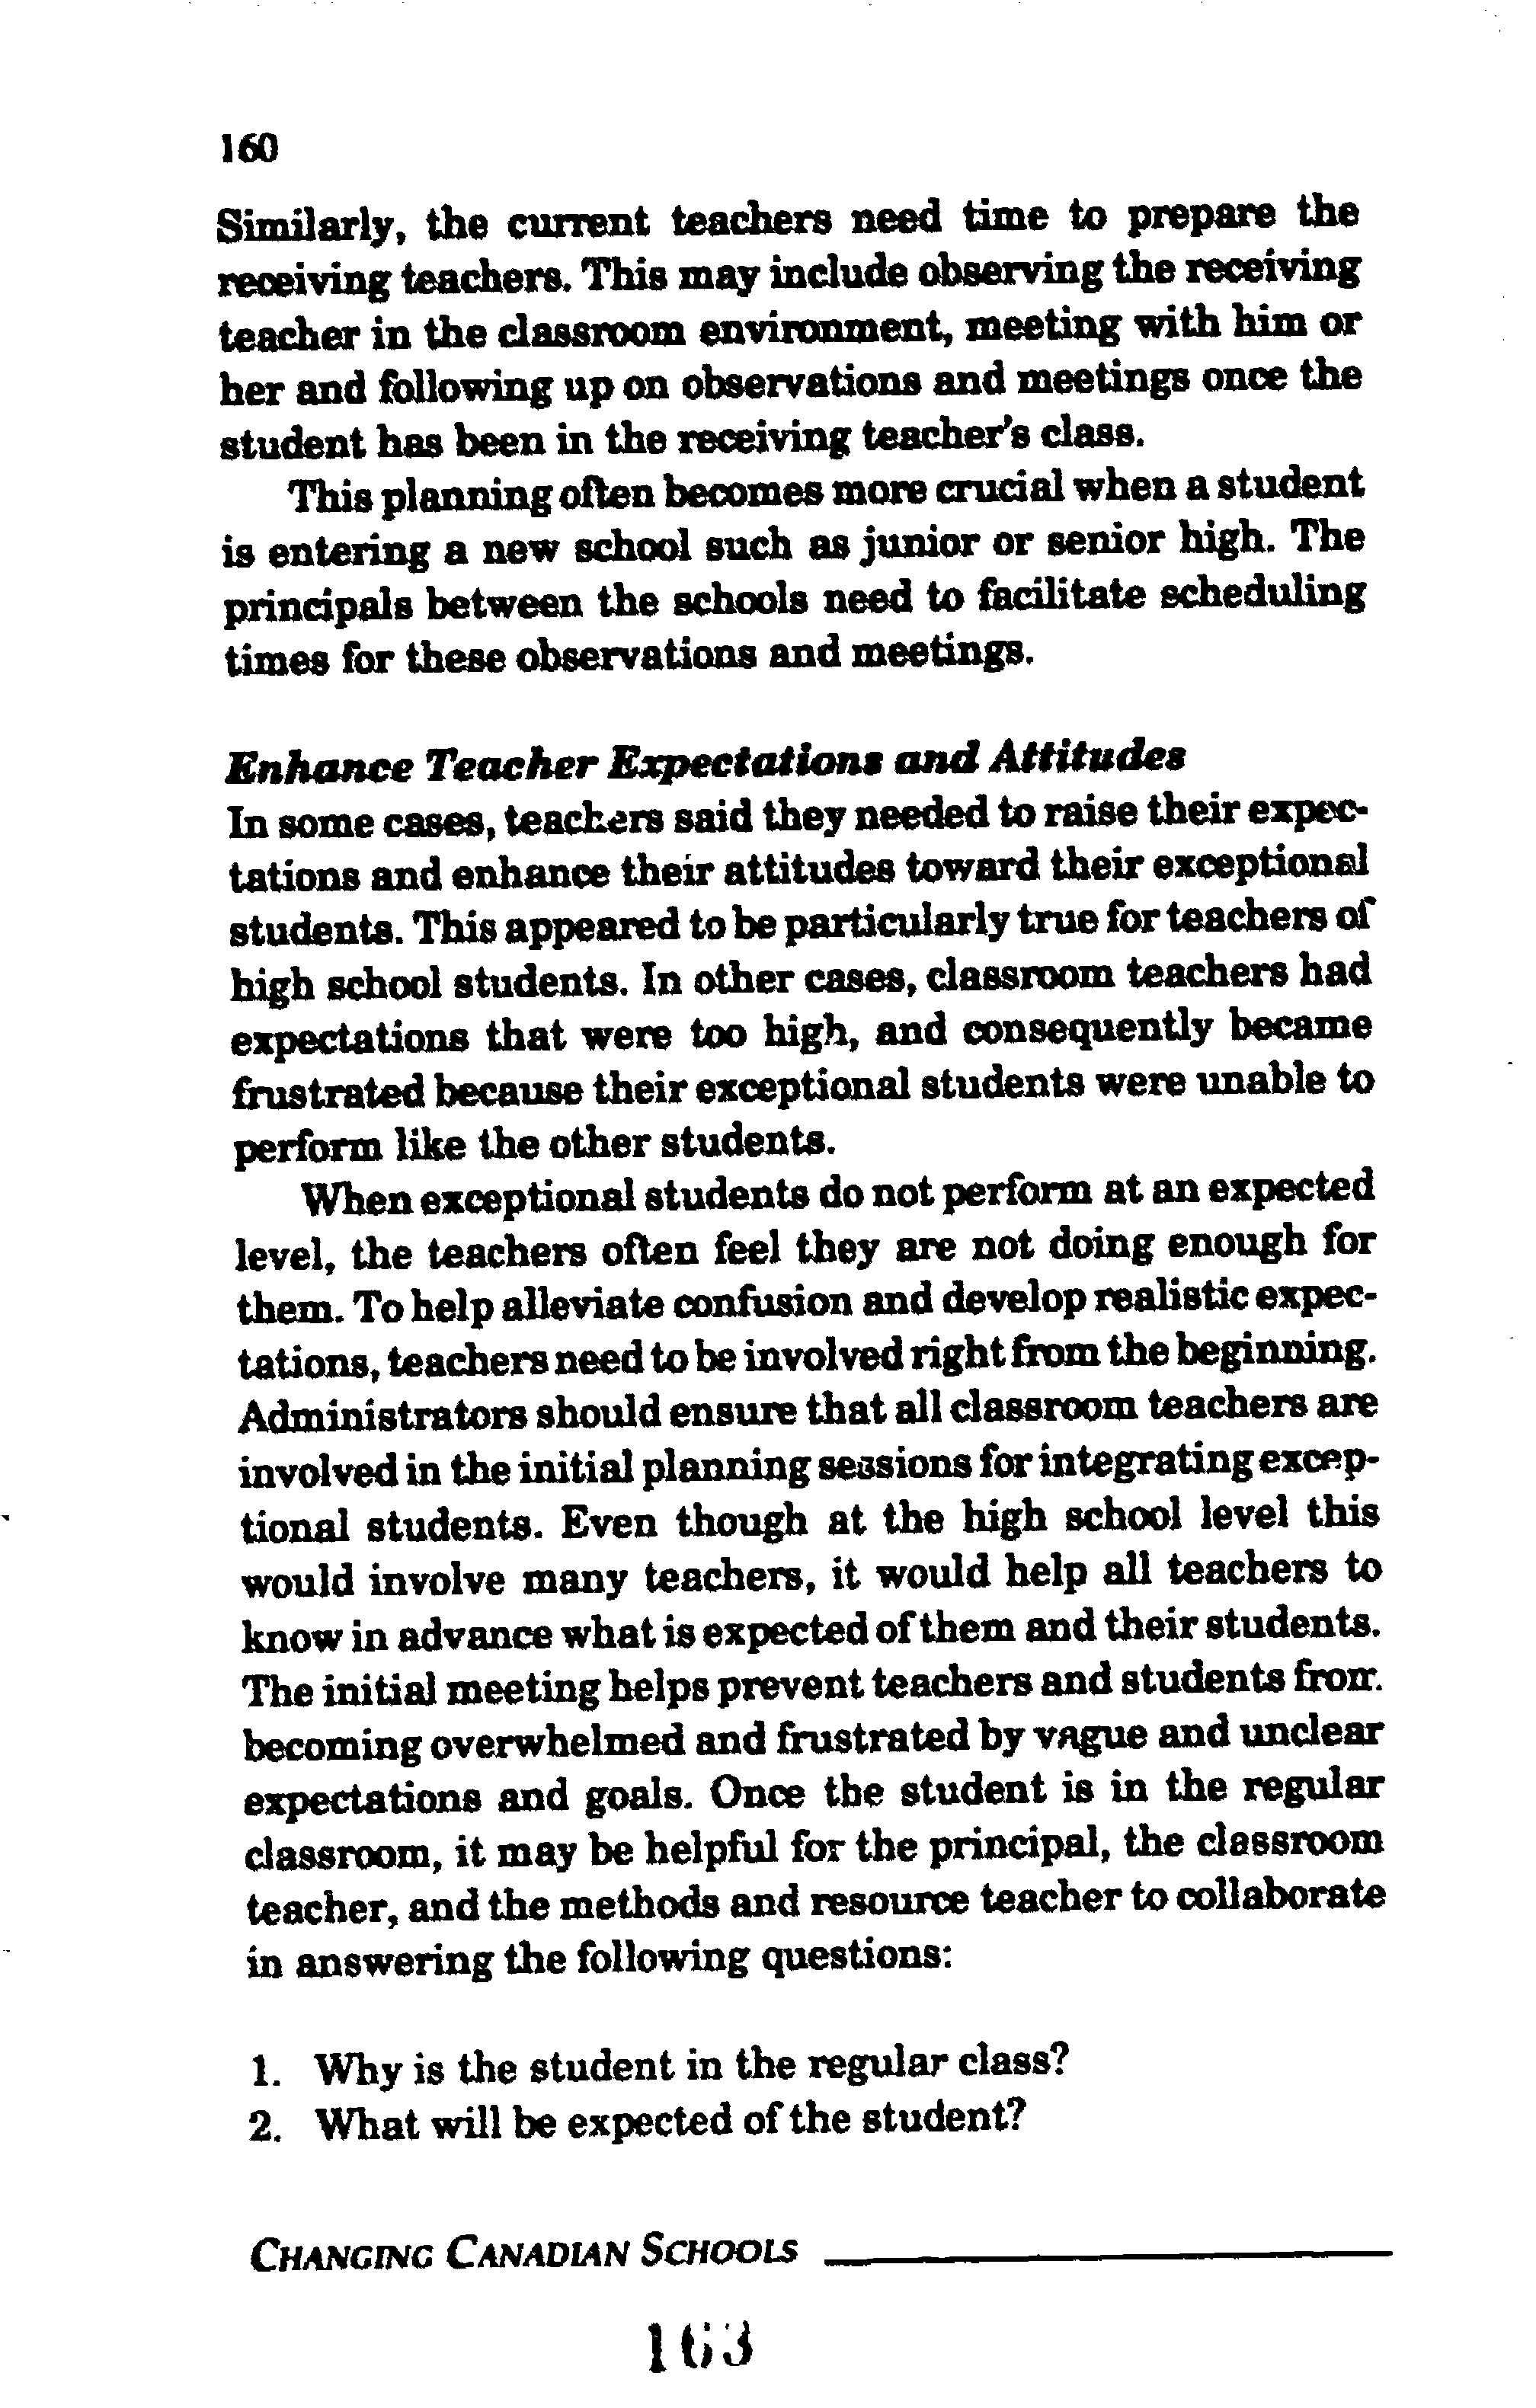 160
Similarly, the current teachers need time to prepare the
receiving teachers. This may include observing the receiving
teacher in the classroom environment, meeting with him or
her and following up on observations and meetings once the
student has been in the receiving teacher's class.
This planning often becomes more crucial when a student
is entering a new school such as junior or senior high. The
principals between the schools need to facilitate scheduling
times for these observations and meetings.
Enhance Teacher Expectations and Attitudes
In some cases, teachers said they needed to raise their expec-
tations and enhance their attitudes toward their exceptional
students. This appeared to be particularly true for teachers of
high school students. In other cases, classroom teachers had
expectations that were too high, and consequently became
frustrated because their exceptional students were unable to
perform like the other students.
When exceptional students do not perform at an expected
level, the teachers often feel they are not doing enough for
them. To help alleviate confusion and develop realistic expec-
tations, teachers need to be involved right from the beginning.
Administrators should ensure that all classroom teachers are
involved in the initial planning sessions for integrating excep-
tional students. Even though at the high school level this
would involve many teachers, it would help all teachers to
know in advance what is expected of them and their students.
The initial meeting helps prevent teachers and students from
becoming overwhelmed and frustrated by vague and unclear
expectations and goals. Once the student is in the regular
classroom, it may be helpful for the principal, the classroom
teacher, and the methods and resource teacher to collaborate
in answering the following questions:
1. Why is the student in the regular class?
2. What will be expected of the student?
CHANGING CANADIAN SCHOOLS
163